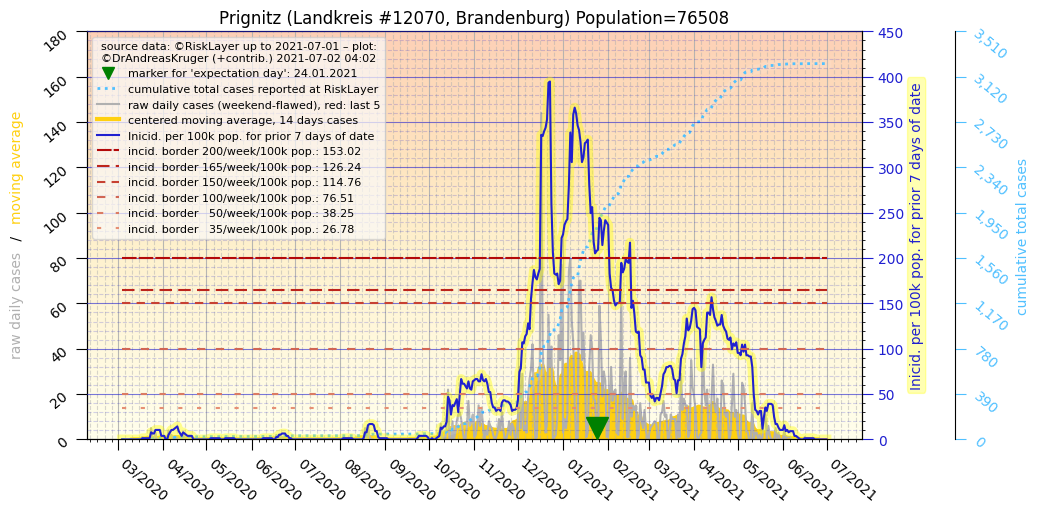 Prignitz (Landkreis #12070, Brandenburg) Population=76508
source data: ©RiskLayer up to 2021-07-01 – plot:
©DrAndreasKruger (+contrib.) 2021-07-02 04:02
marker for 'expectation day': 24.01.2021
cumulative total cases reported at RiskLayer
raw daily cases (weekend-flawed), red: last 5
centered moving average, 14 days cases
Inicid. per 100k pop. for prior 7 days of date
incid. border 200/week/100k pop.: 153.02
incid. border 165/week/100k pop.: 126.24
incid. border 150/week/100k pop.: 114.76
incid. border 100/week/100k pop.: 76.51
incid. border 50/week/100k pop.: 38.25
incid. border 35/week/100k pop.: 26.78
raw daily cases / moving average
180
160
140
120
100
80
60
40
20
0
450
400
350
300
250
200
150
100
50
0
Inicid. per 100k pop. for prior 7 days of date
3,510
3,120
2,730
2,340
1,950
1,560
1,170
780
390
0
cumulative total cases
03/2020
04/2020
05/2020
06/2020
07/2020
08/2020
09/2020
10/2020
11/2020
12/2020
01/2021
02/2021
03/2021
04/2021
05/2021
06/2021
07/2021